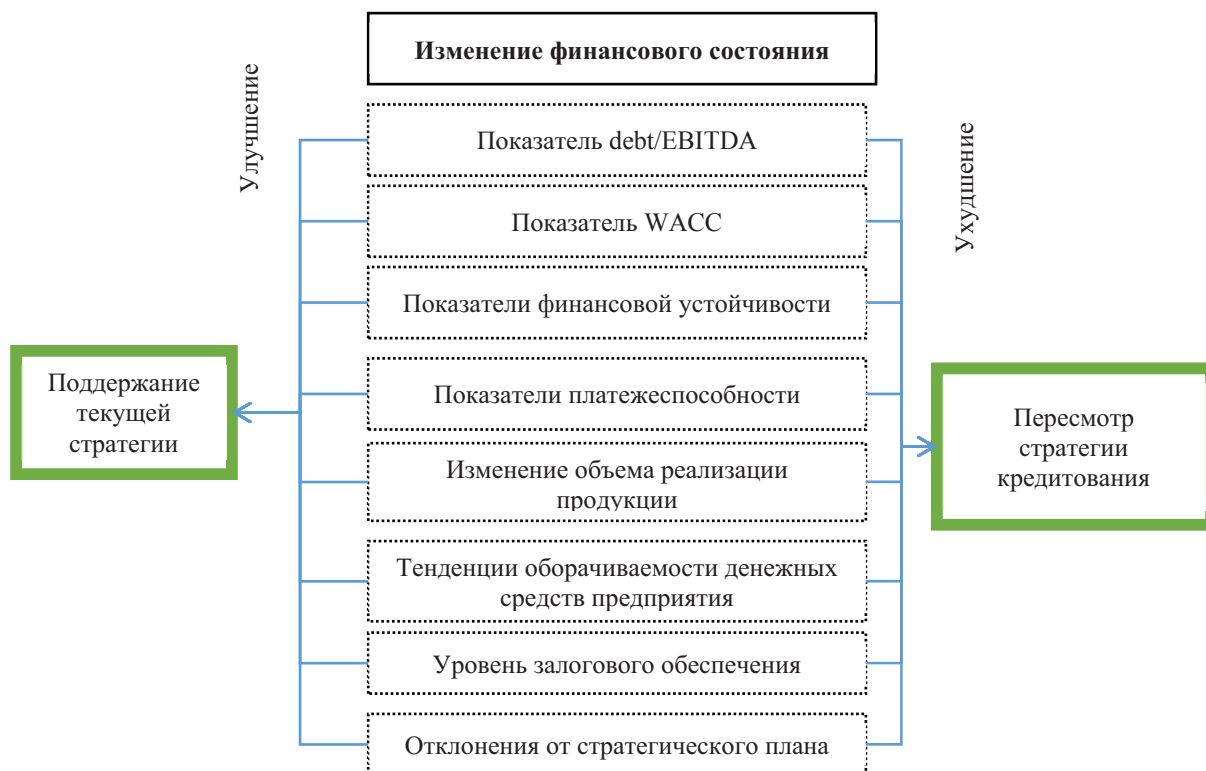 Изменение финансового состояния
Улучшение
Ухудшение
Показатель debt/EBITDA
Показатель WACC
Показатели финансовой устойчивости
Поддержание
текущей
стратегии
Показатели платежеспособности
Пересмотр
стратегии
кредитования
Изменение объема реализации
продукции
Тенденции оборачиваемости денежных
средств предприятия
Уровень залогового обеспечения
Отклонения от стратегического плана